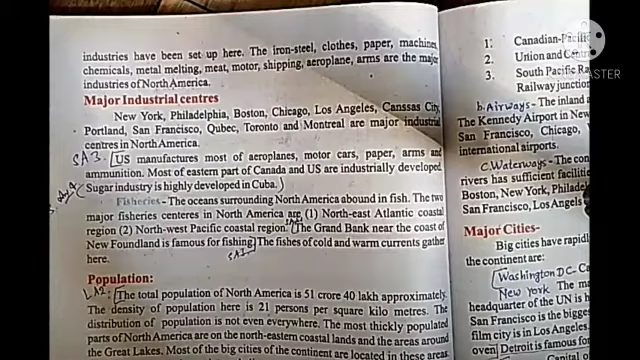 industries have been set up here. The iron-steel, clothes, paper, machines,
chemicals, metal melting, meat, motor, shipping, aeroplane, arms are the major
industries of North America.
Major Industrial centres
New York, Philadelphia, Boston, Chicago, Los Angeles, Canssas City,
Portland, San Francisco, Qubec, Toronto and Montreal are major industrial
centres in North America.
SA3. US manufactures most of aeroplanes, motor cars, paper, arms and
ammunition. Most of eastern part of Canada and US are industrially developed.
Sugar industry is highly developed in Cuba.
Fisheries - The oceans surrounding North America abound in fish. The two
major fisheries centeres in North America are (1) North-east Atlantic coastal
region (2) North-west Pacific coastal region. The Grand Bank near the coast of
New Foundland is famous for fishing. The fishes of cold and warm currents gather
here.
Population:
LA2. The total population of North America is 51 crore 40 lakh approximately.
The density of population here is 21 persons per square kilo metres. The
distribution of population is not even everywhere. The most thickly populated
parts of North America are on the north-eastern coastal lands and the areas around
the Great Lakes. Most of the big cities of the continent are located in these areas
1. Canadian-Pacif
2. Union and Centr
3. South Pacific Ra
Railway junction
b. Airways- The inland a
The Kennedy Airport in New
San Francisco, Chicago,
international airports.
C. Waterways- The con
rivers has sufficient facilitie
Boston, New York, Philadel
San Francisco, Los Angels
Major Cities-
Big cities have rapidl
the continent are:
Washington DC- Ca
New York- The ma
headquarter of the UN is h
San Francisco is the bigges
film city in Los Angeles.
oven Detroit is famous for
Capital o
ASTER